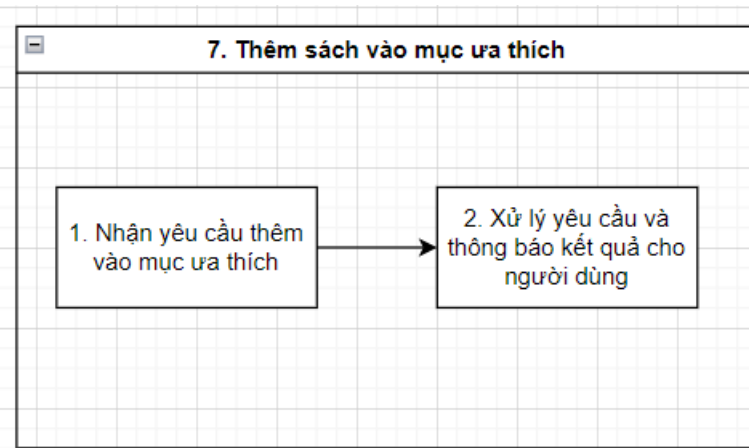 7. Thêm sách vào mục ưa thích
1. Nhận yêu cầu thêm
vào mục ưa thích
2. Xử lý yêu cầu và
thông báo kết quả cho
người dùng